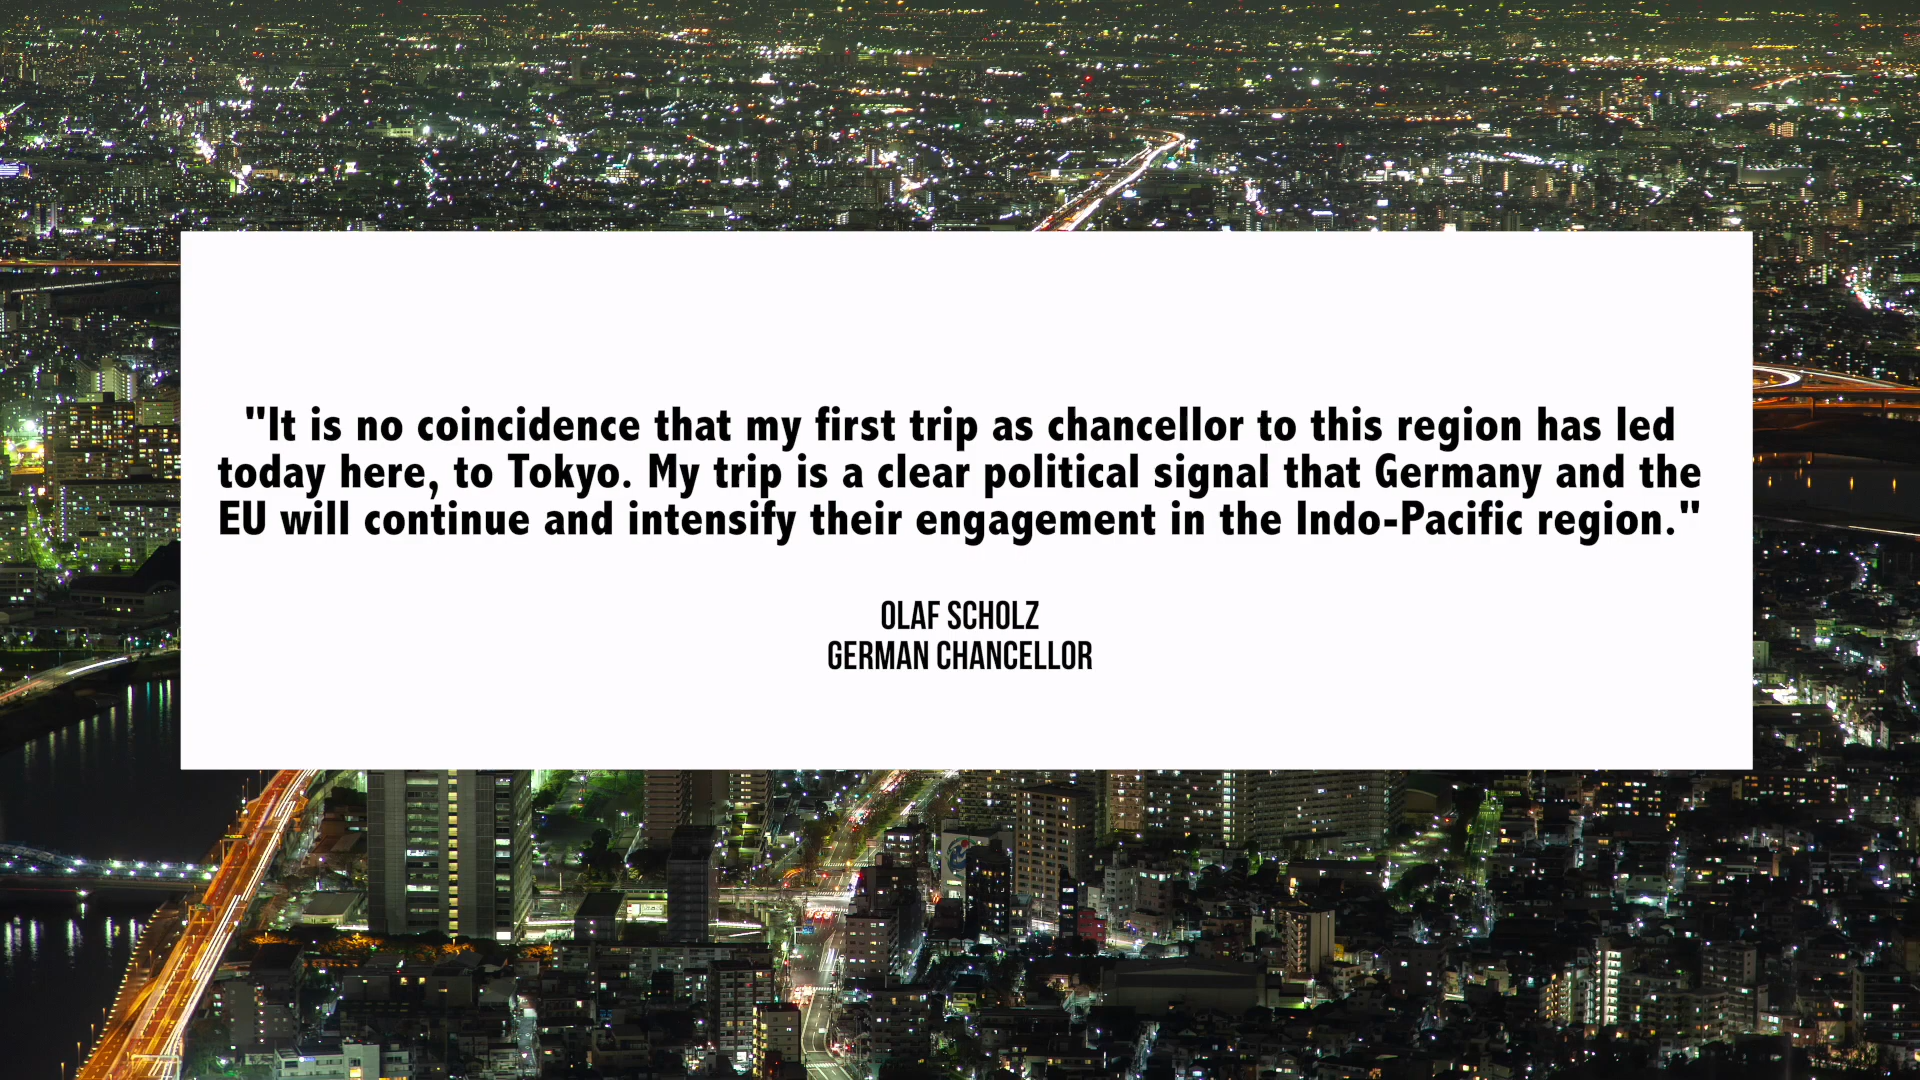 "It is no coincidence that my first trip as chancellor to this region has led
today here, to Tokyo. My trip is a clear political signal that Germany and the
EU will continue and intensify their engagement in the Indo-Pacific region."
OLAF SCHOLZ
GERMAN CHANCELLOR